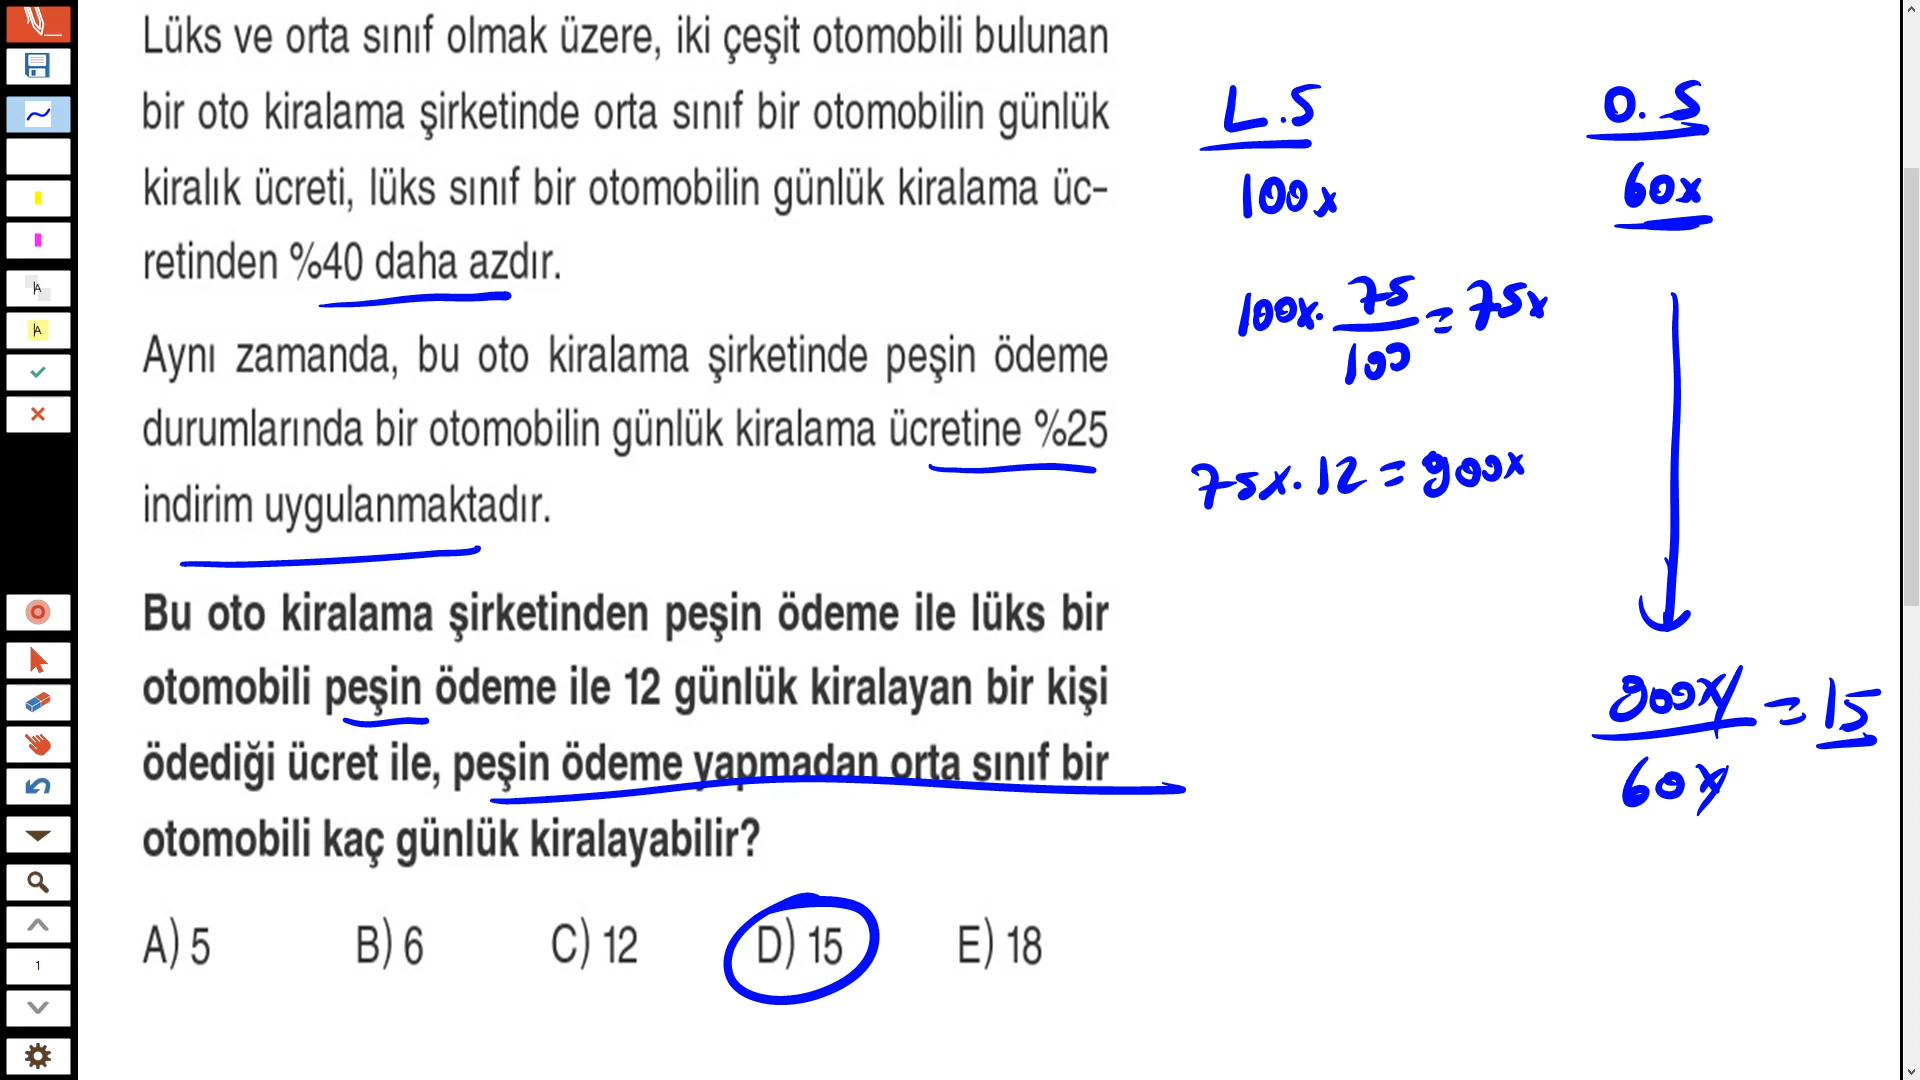 Lüks ve orta sınıf olmak üzere, iki çeşit otomobili bulunan
bir oto kiralama şirketinde orta sınıf bir otomobilin günlük
kiralık ücreti, lüks sınıf bir otomobilin günlük kiralama üc-
retinden %40 daha azdır.
Aynı zamanda, bu oto kiralama şirketinde peşin ödeme
durumlarında bir otomobilin günlük kiralama ücretine %25
indirim uygulanmaktadır.
Bu oto kiralama şirketinden peşin ödeme ile lüks bir
otomobili peşin ödeme ile 12 günlük kiralayan bir kişi
ödediği ücret ile, peşin ödeme yapmadan orta sınıf bir
otomobili kaç günlük kiralayabilir?
A) 5 B) 6 C) 12 D) 15 E) 18
L.S O.S
100x 60x
100x. 75/100 = 75x
75x.12 = 900x
900x/60x = 15
A
A
1